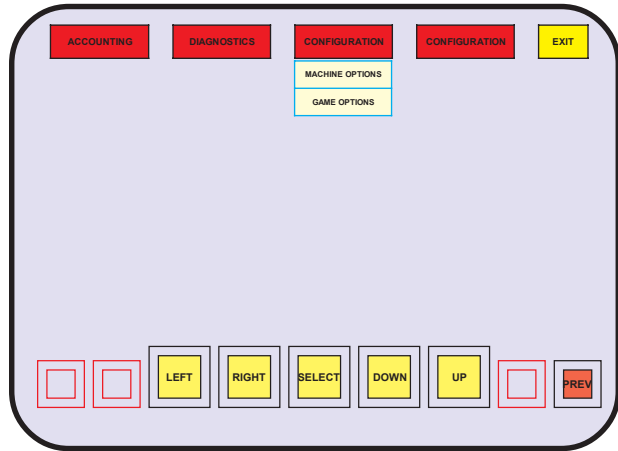 ACCOUNTING DIAGNOSTICS CONFIGURATION CONFIGURATION EXIT
MACHINE OPTIONS
GAME OPTIONS
LEFT RIGHT SELECT DOWN UP PREV